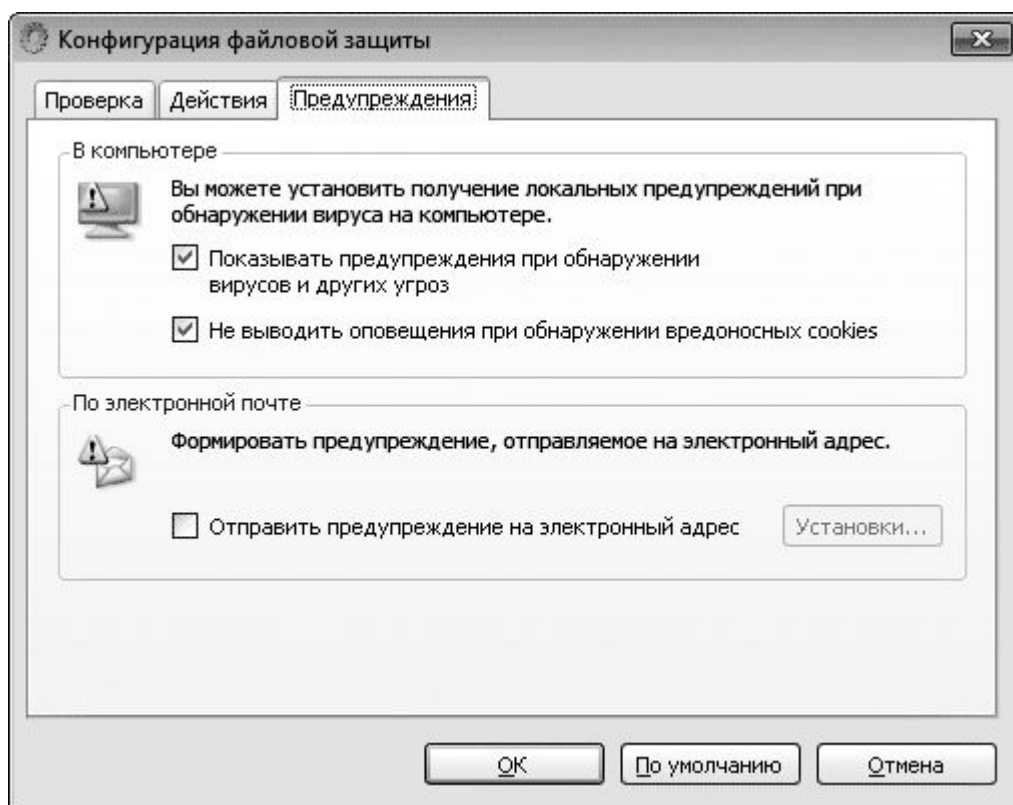 Конфигурация файловой защиты
Проверка Действия Предупреждения
В компьютере
Вы можете установить получение локальных предупреждений при
обнаружении вируса на компьютере.
Показывать предупреждения при обнаружении
вирусов и других угроз
Не выводить оповещения при обнаружении вредоносных cookies
По электронной почте
Формировать предупреждение, отправляемое на электронный адрес.
Отправить предупреждение на электронный адрес Установки...
OK По умолчанию Отмена